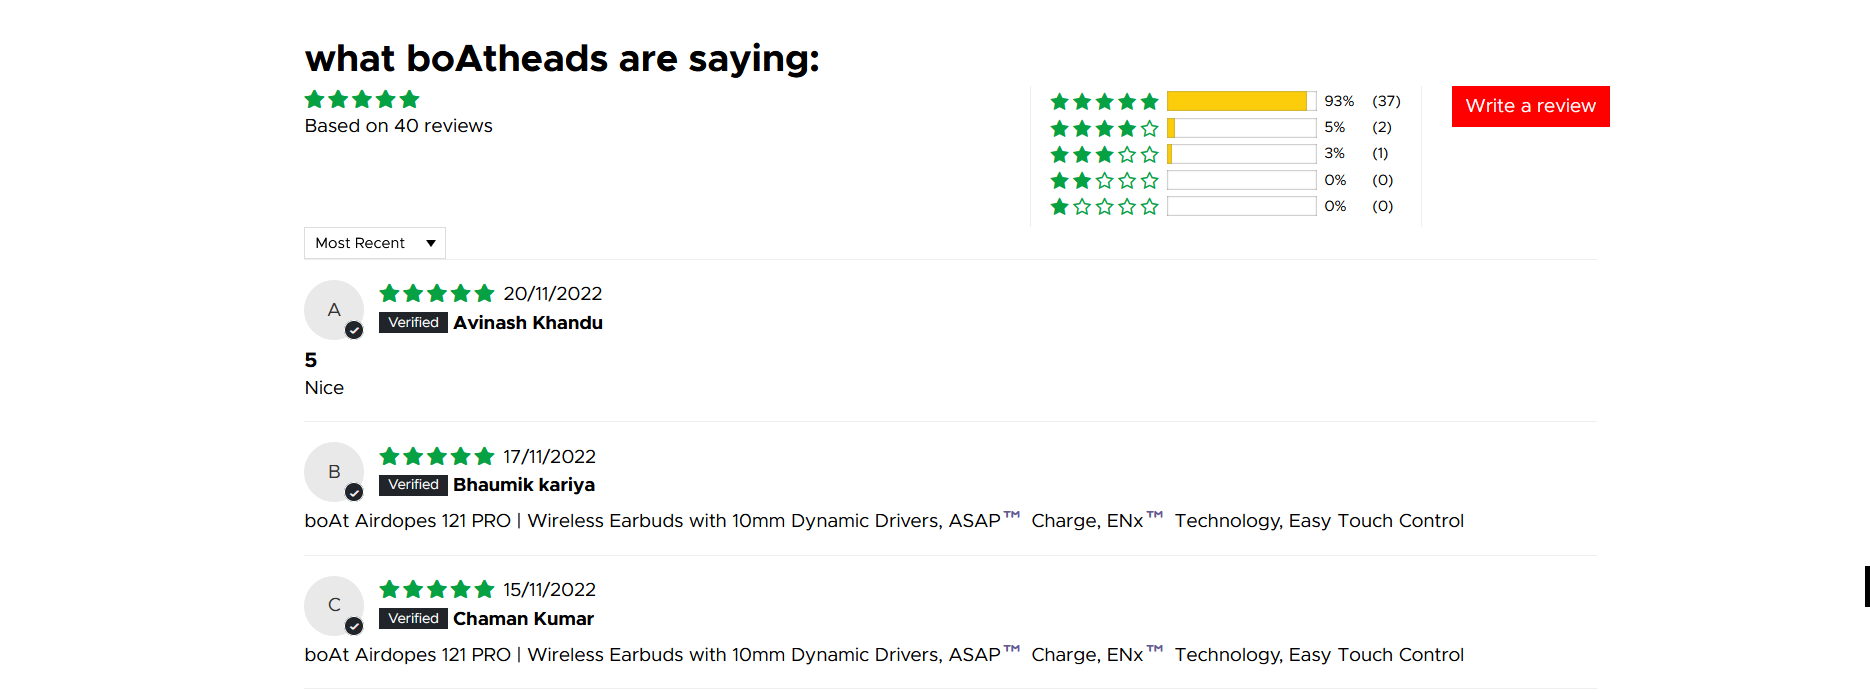 what boAtheads are saying:
Based on 40 reviews
93% (37)
5% (2)
3% (1)
0% (0)
0% (0)
Write a review
Most Recent
A
20/11/2022
Verified Avinash Khandu
5
Nice
B
17/11/2022
Verified Bhaumik kariya
boAt Airdopes 121 PRO | Wireless Earbuds with 10mm Dynamic Drivers, ASAP™ Charge, ENx™ Technology, Easy Touch Control
C
15/11/2022
Verified Chaman Kumar
boAt Airdopes 121 PRO | Wireless Earbuds with 10mm Dynamic Drivers, ASAP™ Charge, ENx™ Technology, Easy Touch Control